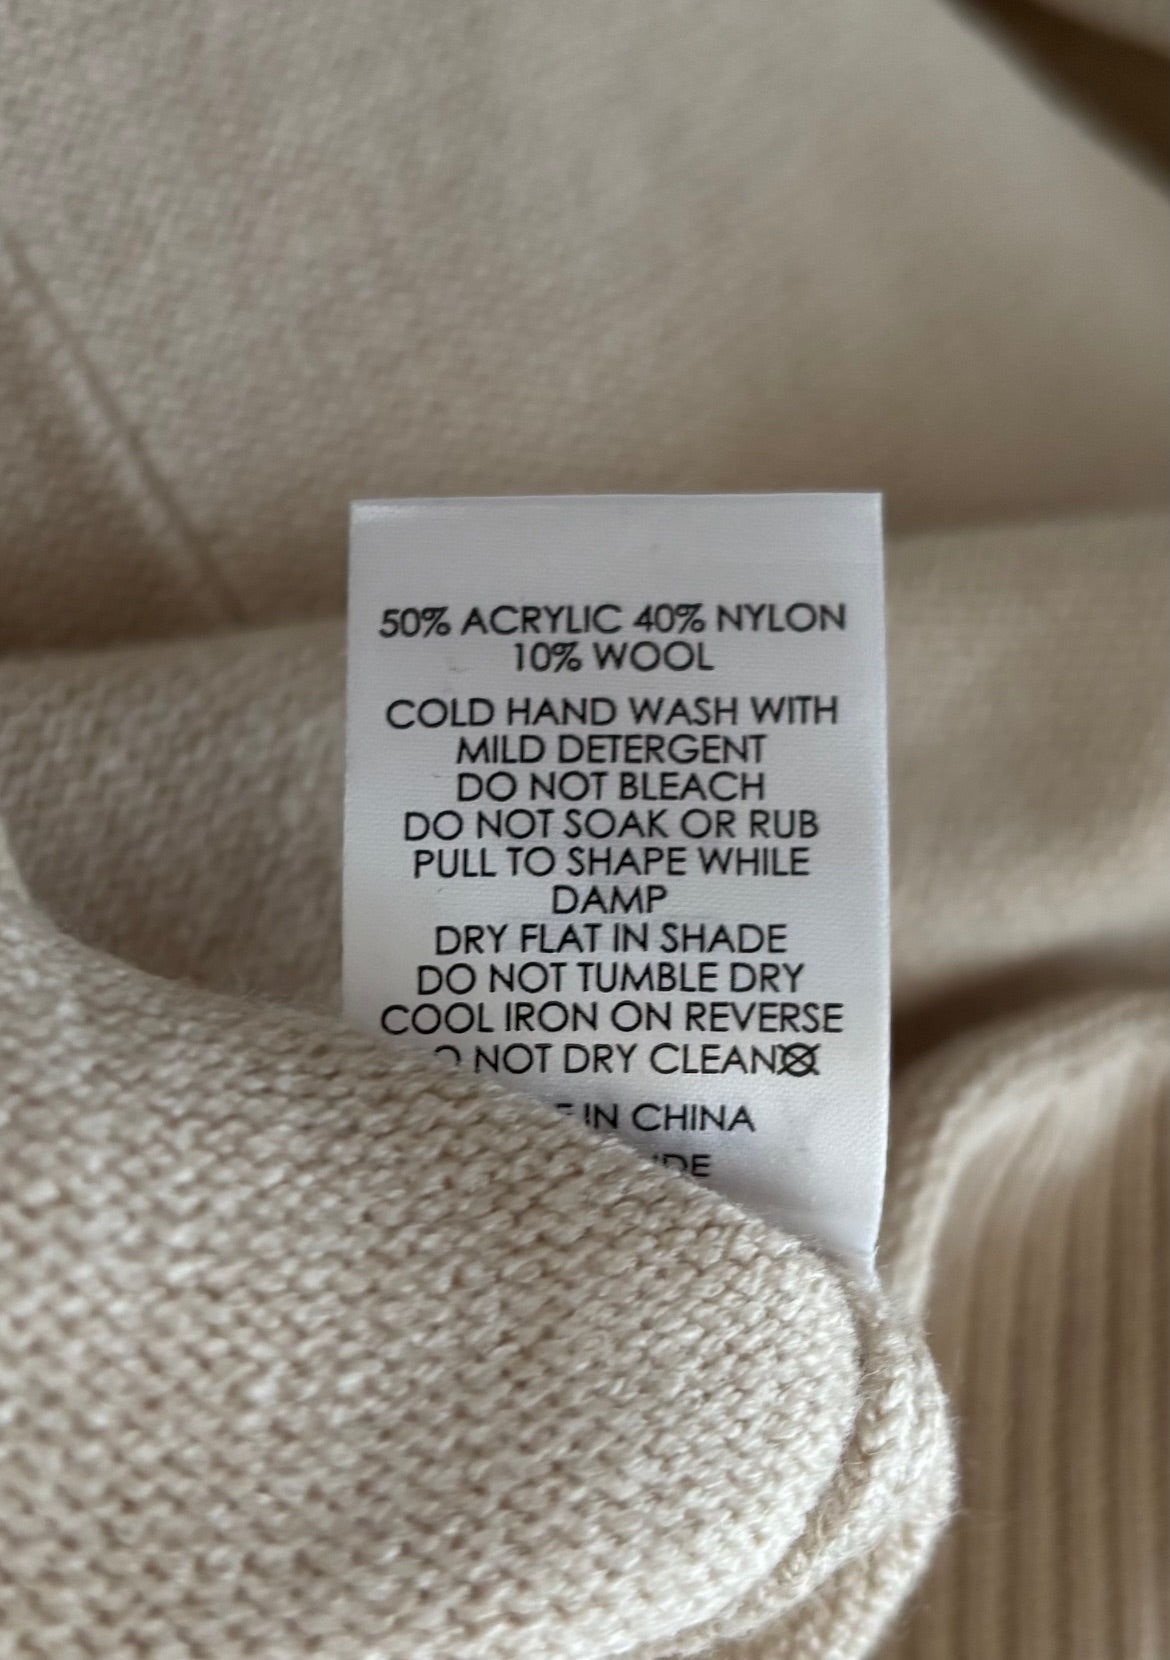 50% ACRYLIC 40% NYLON
10% WOOL
COLD HAND WASH WITH
MILD DETERGENT
DO NOT BLEACH
DO NOT SOAK OR RUB
PULL TO SHAPE WHILE
DAMP
DRY FLAT IN SHADE
DO NOT TUMBLE DRY
COOL IRON ON REVERSE
NOT DRY CLEAN
IN CHINA